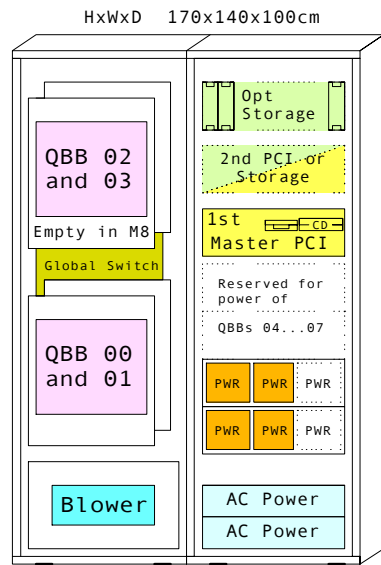 HxWxD  170x140x100cm
QBB 02
and 03
Empty in M8
Global Switch
QBB 00
and 01
Blower
Opt
Storage
2nd PCI or
Storage
1st
CD
Master PCI
Reserved for
power of
QBBs 04...07
PWR PWR PWR
PWR PWR PWR
AC Power
AC Power